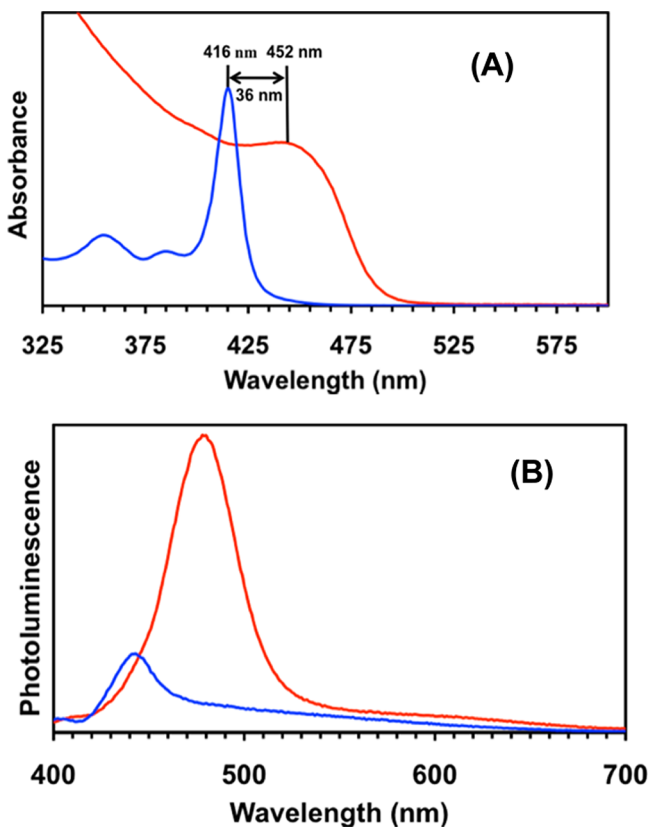 416 nm 452 nm
(A)
36 nm
Absorbance
325 375 425 475 525 575
Wavelength (nm)
(B)
Photoluminescence
400 500 600 700
Wavelength (nm)